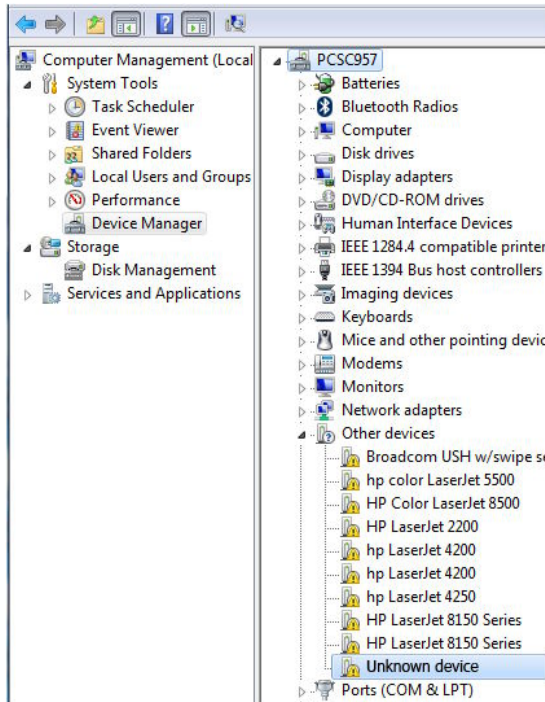 Computer Management (Local
System Tools
Task Scheduler
Event Viewer
Shared Folders
Local Users and Groups
Performance
Device Manager
Storage
Disk Management
Services and Applications
PCSC957
Batteries
Bluetooth Radios
Computer
Disk drives
Display adapters
DVD/CD-ROM drives
Human Interface Devices
IEEE 1284.4 compatible printer
IEEE 1394 Bus host controllers
Imaging devices
Keyboards
Mice and other pointing devic
Modems
Monitors
Network adapters
Other devices
Broadcom USH w/swipe se
hp color LaserJet 5500
HP Color LaserJet 8500
HP LaserJet 2200
hp LaserJet 4200
hp LaserJet 4200
hp LaserJet 4250
HP LaserJet 8150 Series
HP LaserJet 8150 Series
Unknown device
Ports (COM & LPT)